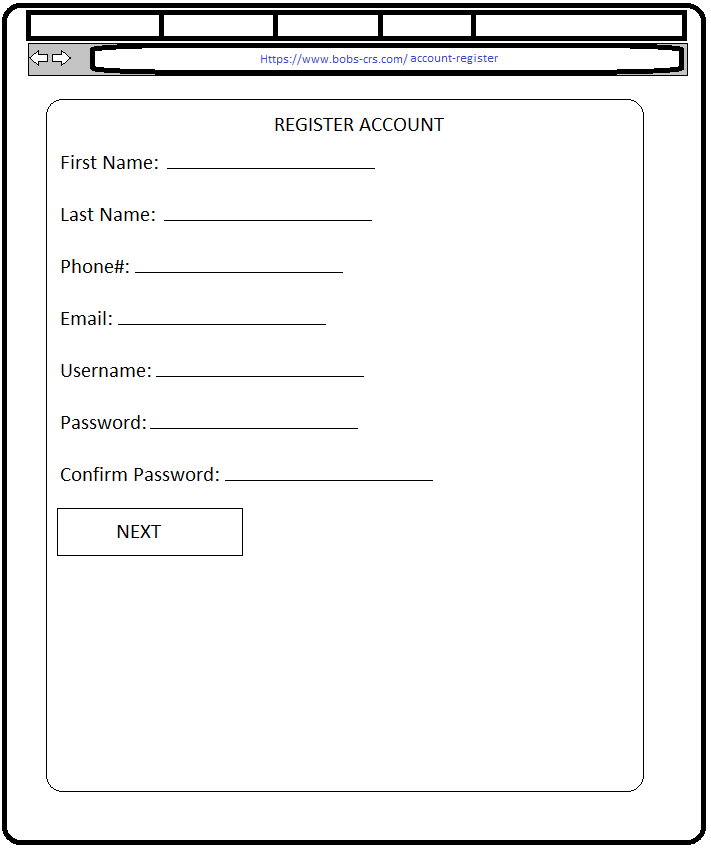 Https://www.bobs-crs.com/ account-register
REGISTER ACCOUNT
First Name:
Last Name:
Phone#:
Email:
Username:
Password:
Confirm Password:
NEXT